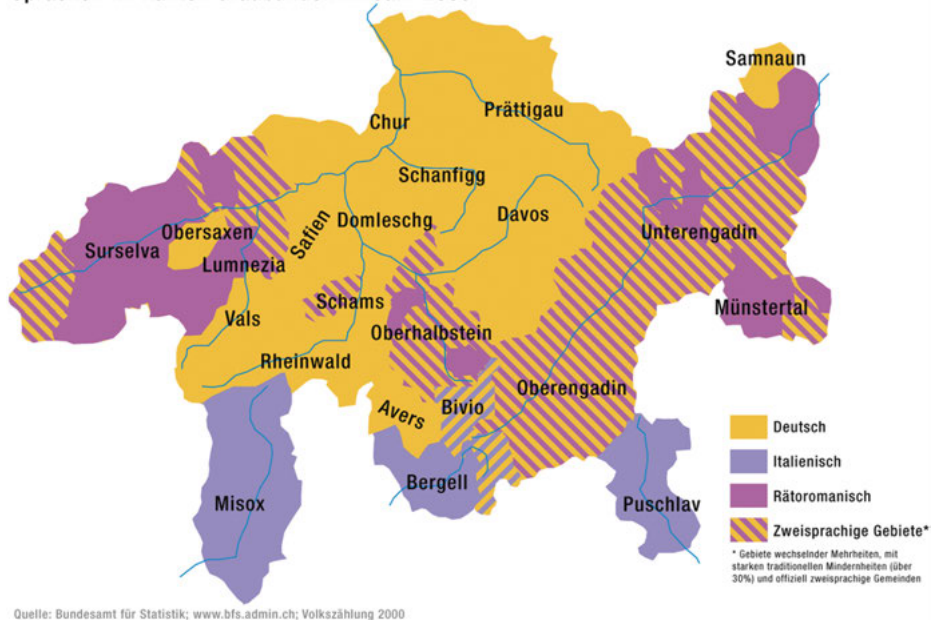 Samnaun
Prättigau
Chur
Schanfigg
Davos
Domleschg
Safien
Obersaxen
Unterengadin
Surselva
Lumnezia
Schams
Münstertal
Vals
Oberhalbstein
Rheinwald
Oberengadin
Avers
Bivio
Bergell
Misox
Puschlav
Deutsch
Italienisch
Rätoromanisch
Zweisprachige Gebiete*
* Gebiete wechselnder Mehrheiten, mit
starken traditionellen Mindernheiten (über
30%) und offiziell zweisprachige Gemeinden
Quelle: Bundesamt für Statistik; www.bfs.admin.ch; Volkszählung 2000